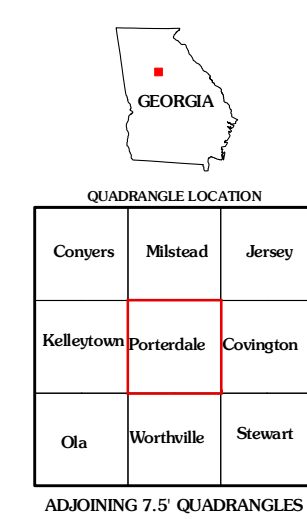 GEORGIA
QUADRANGLE LOCATION
Conyers Milstead Jersey
Kelleytown Porterdale Covington
Ola Worthville Stewart
ADJOINING 7.5' QUADRANGLES